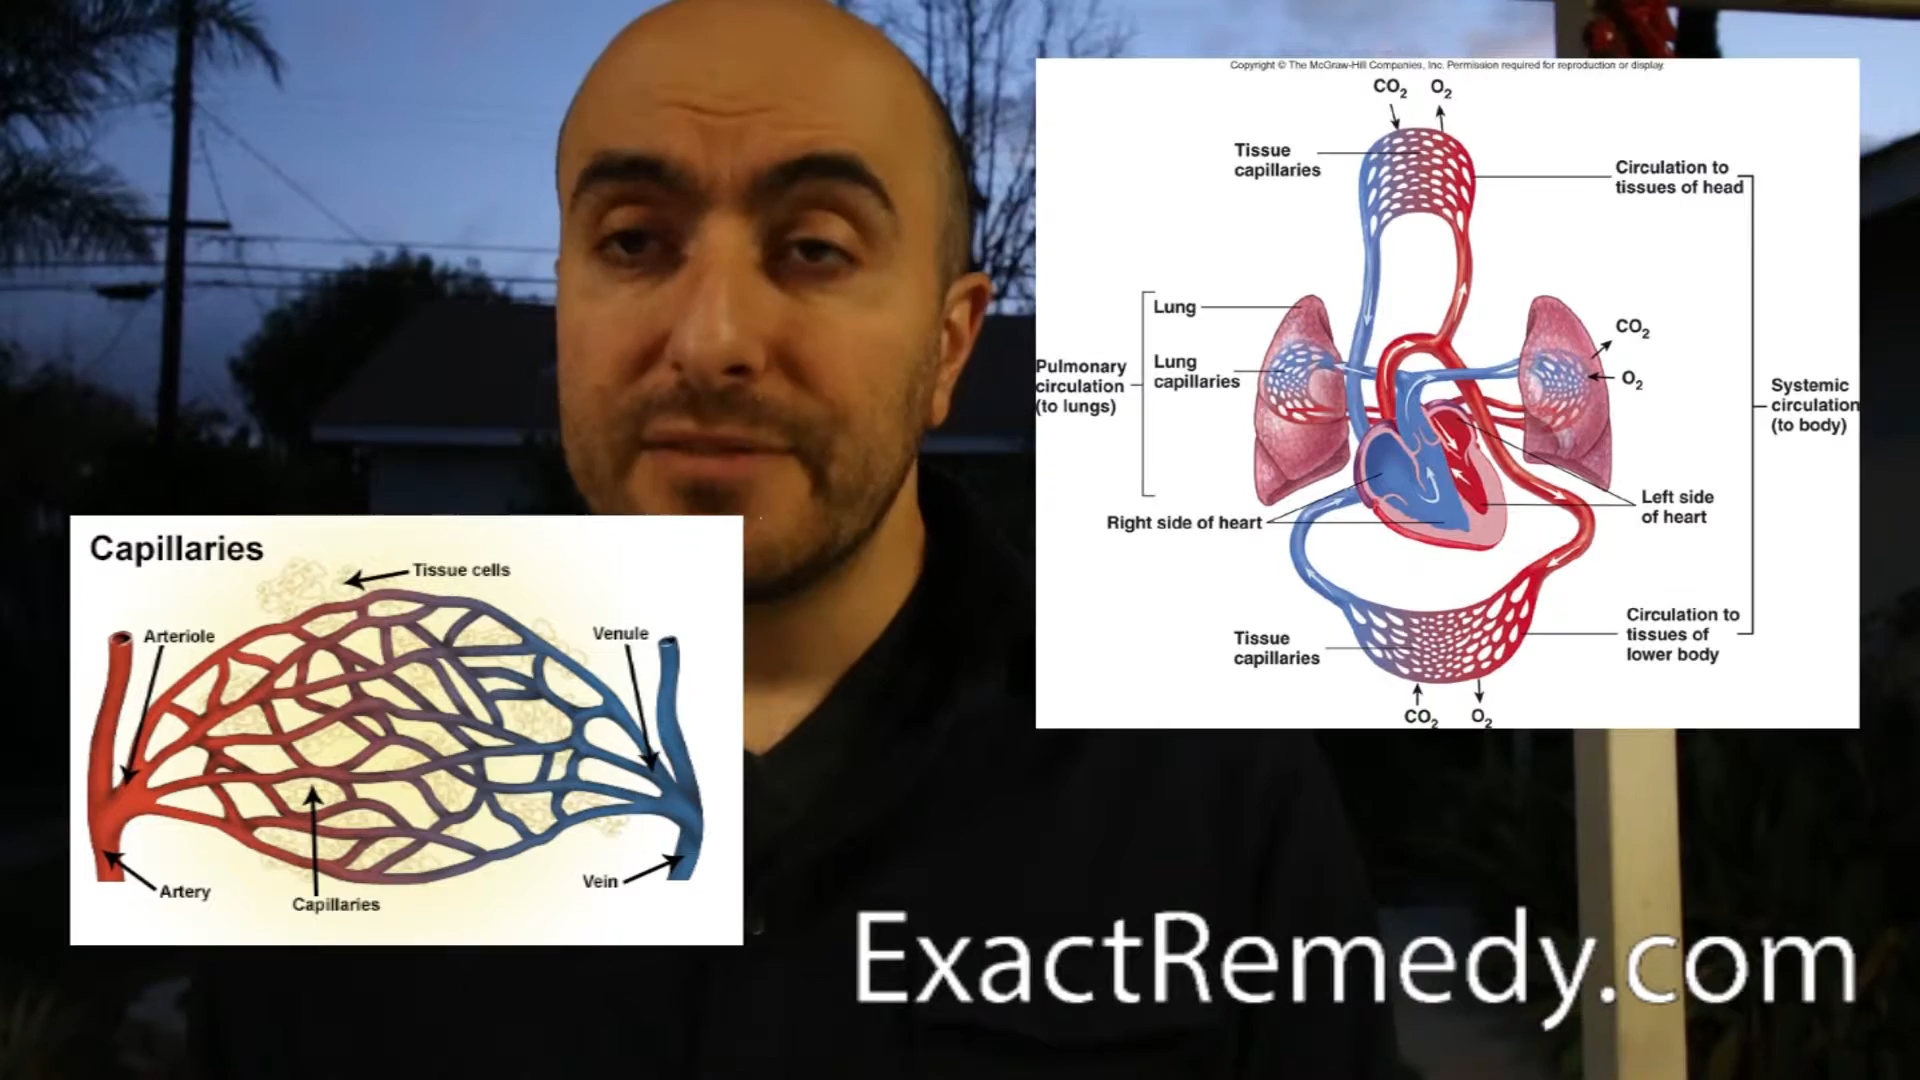 Copyright © The McGraw-Hill Companies, Inc. Permission required for reproduction or display.
CO2 O2
Tissue
capillaries
Circulation to
tissues of head
Lung
CO2
Lung
capillaries
O2
Pulmonary
circulation
(to lungs)
Systemic
circulation
(to body)
Left side
of heart
Right side of heart
Circulation to
tissues of
lower body
Tissue
capillaries
CO2 O2
Capillaries
Tissue cells
Arteriole
Venule
Artery
Vein
Capillaries
ExactRemedy.com